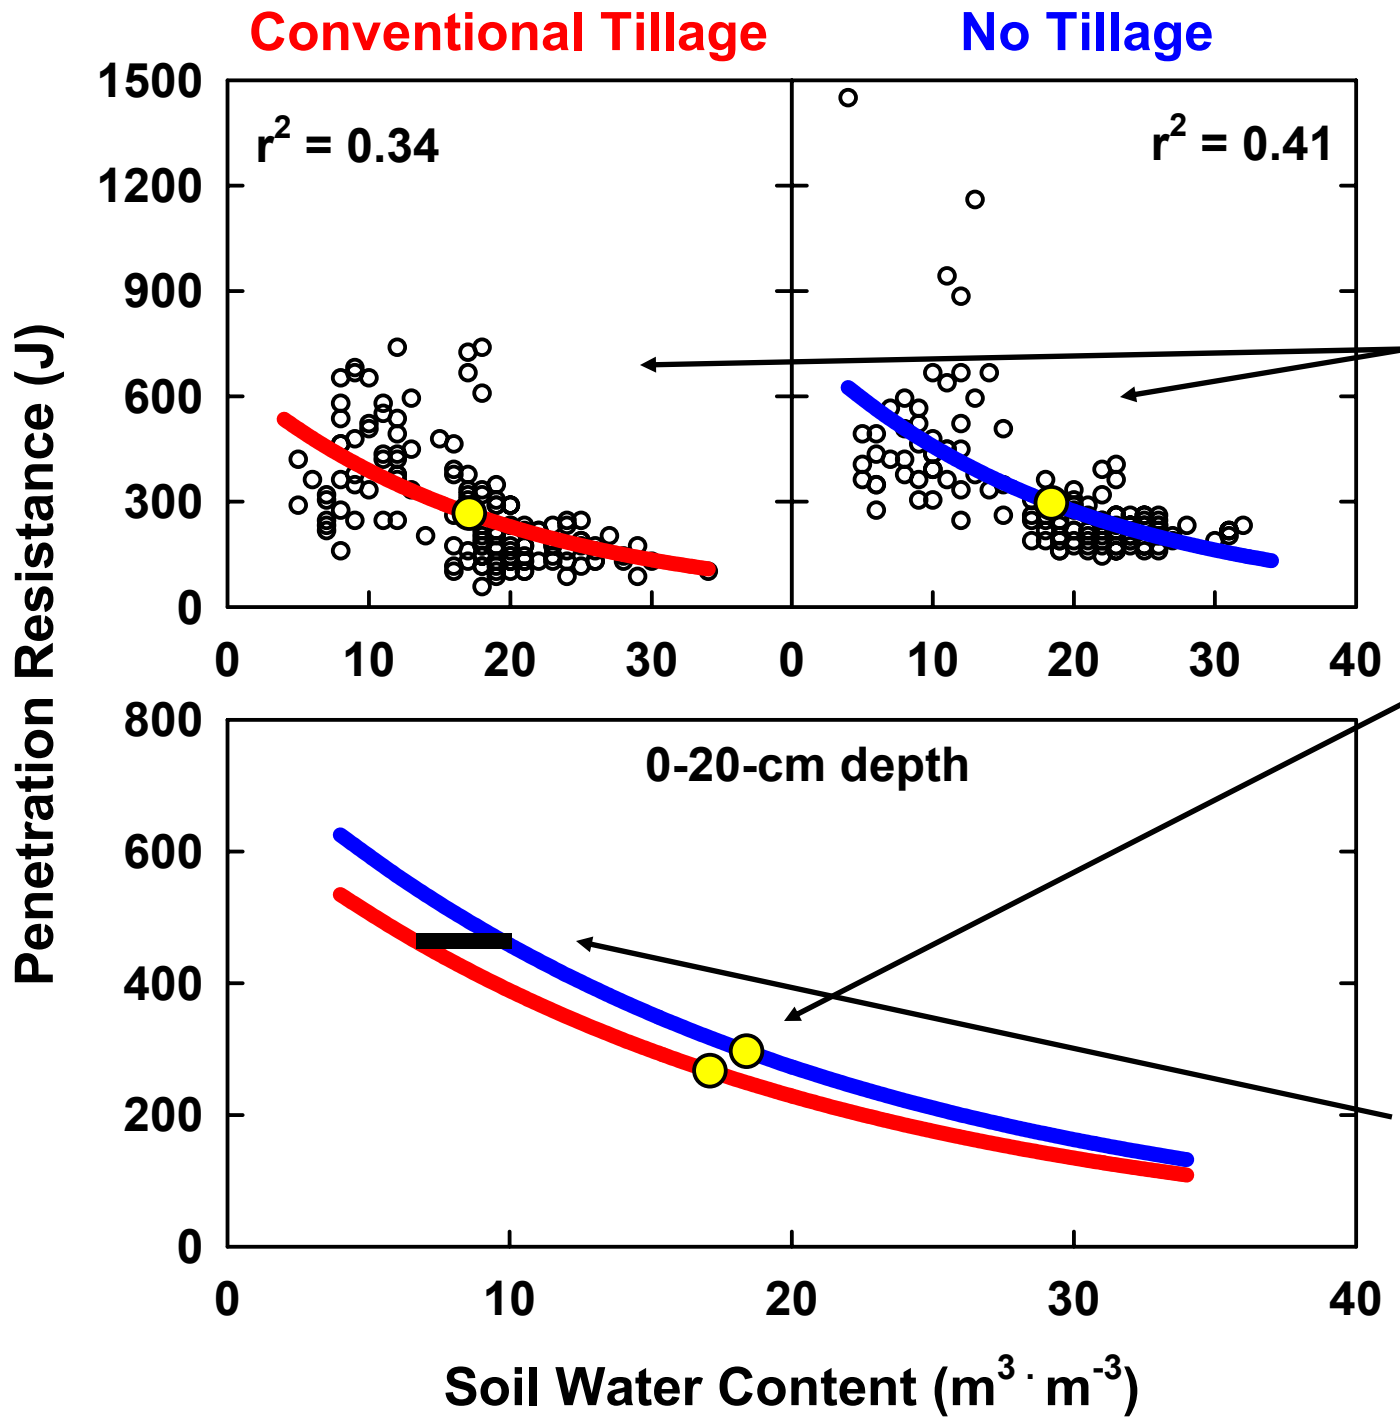 Conventional Tillage No Tillage
1500
1200
900
600
300
0
r² = 0.34 r² = 0.41
0 10 20 30 0 10 20 30 40
Penetration Resistance (J)
800
600
400
200
0
0-20-cm depth
0 10 20 30 40
Soil Water Content (m³ · m⁻³)